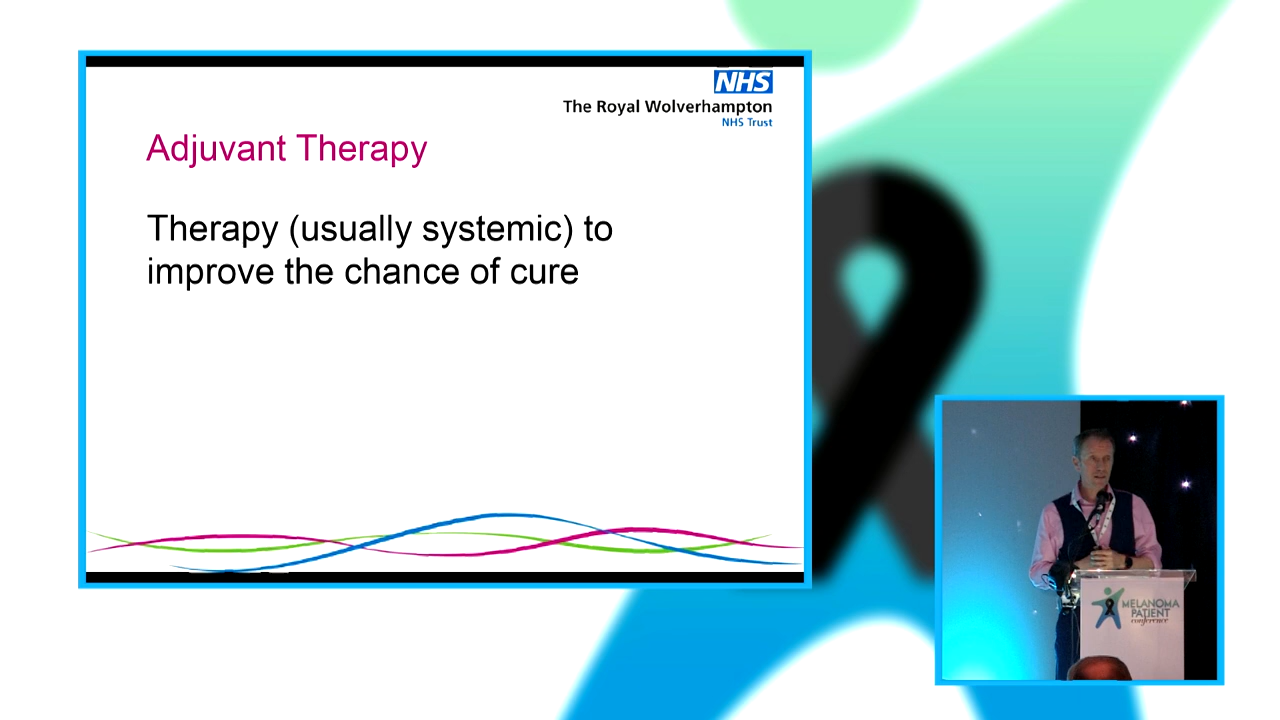 NHS
The Royal Wolverhampton
NHS Trust
Adjuvant Therapy
Therapy (usually systemic) to
improve the chance of cure
MELANOMA
PATIENT
conference